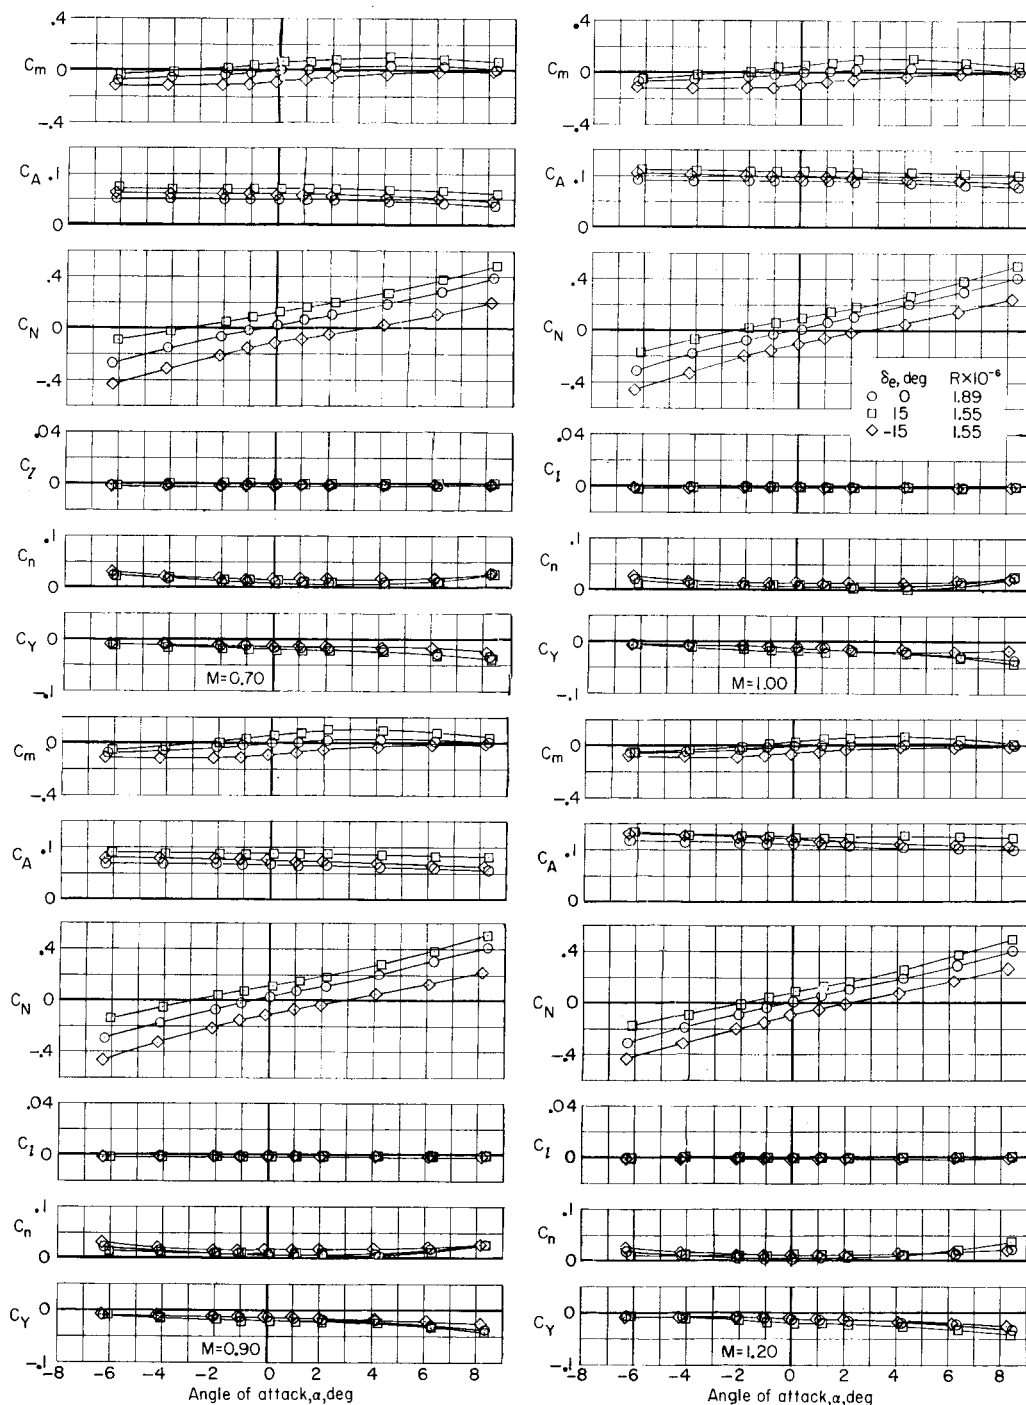 .4
C_m 0
-.4
.1
C_A
0
.4
C_N 0
-.4
.04
C_l 0
.1
C_n
0
0
C_Y
-.1
M=0.70
.4
C_m 0
-.4
.1
C_A
0
.4
C_N 0
-.4
δ_e, deg R×10⁻⁶
○ 0 1.89
□ 15 1.55
◇ -15 1.55
.04
C_l 0
.1
C_n
0
0
C_Y
-.1
M=1.00
0
C_m
-.4
.1
C_A
0
.4
C_N 0
-.4
.04
C_l 0
.1
C_n
0
0
C_Y
-.1
M=0.90
-8 -6 -4 -2 0 2 4 6 8
Angle of attack,α,deg
0
C_m
-.4
.1
C_A
0
.4
C_N 0
-.4
.04
C_l 0
.1
C_n
0
0
C_Y
-.1
M=1.20
-8 -6 -4 -2 0 2 4 6 8
Angle of attack,α,deg